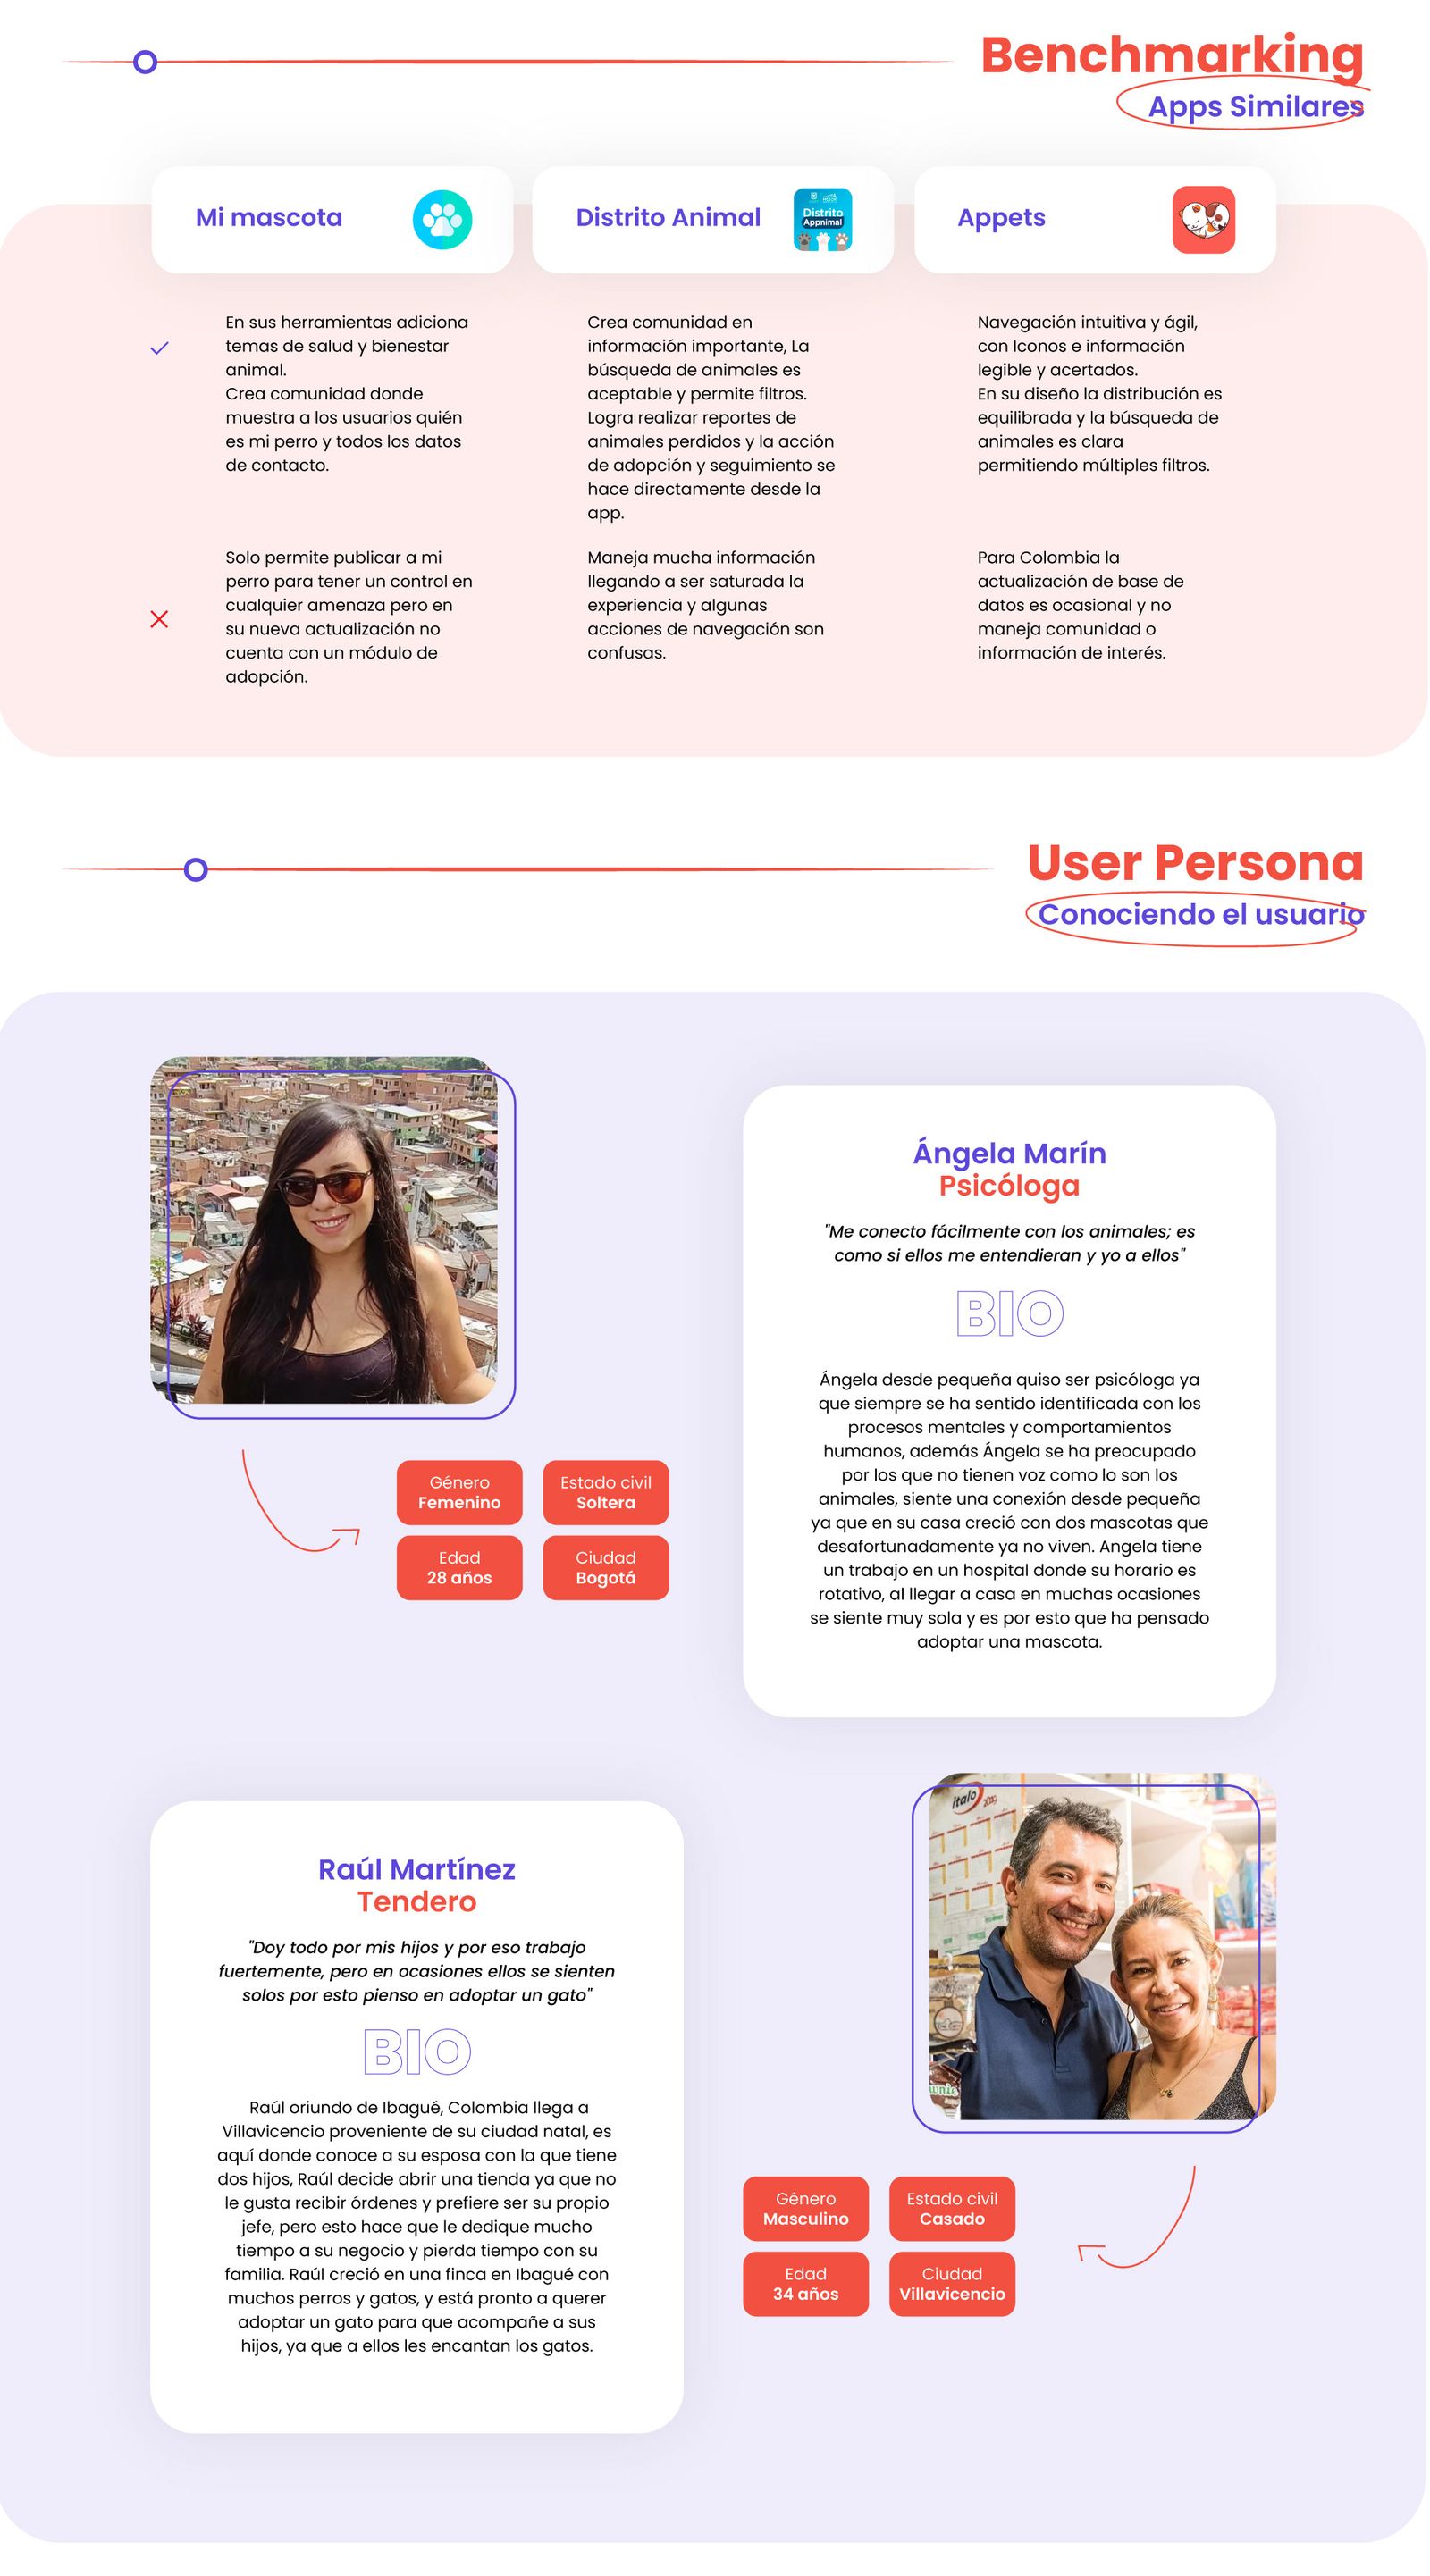 Benchmarking
Apps Similares
Mi mascota
Distrito Animal
Distrito
Appnimal
Appets
En sus herramientas adiciona
temas de salud y bienestar
animal.
Crea comunidad donde
muestra a los usuarios quién
es mi perro y todos los datos
de contacto.
Crea comunidad en
información importante, La
búsqueda de animales es
aceptable y permite filtros.
Logra realizar reportes de
animales perdidos y la acción
de adopción y seguimiento se
hace directamente desde la
app.
Navegación intuitiva y ágil,
con Iconos e información
legible y acertados.
En su diseño la distribución es
equilibrada y la búsqueda de
animales es clara
permitiendo múltiples filtros.
Solo permite publicar a mi
perro para tener un control en
cualquier amenaza pero en
su nueva actualización no
cuenta con un módulo de
adopción.
Maneja mucha información
llegando a ser saturada la
experiencia y algunas
acciones de navegación son
confusas.
Para Colombia la
actualización de base de
datos es ocasional y no
maneja comunidad o
información de interés.
User Persona
Conociendo el usuario
Ángela Marín
Psicóloga
"Me conecto fácilmente con los animales; es
como si ellos me entendieran y yo a ellos"
BIO
Ángela desde pequeña quiso ser psicóloga ya
que siempre se ha sentido identificada con los
procesos mentales y comportamientos
humanos, además Ángela se ha preocupado
por los que no tienen voz como lo son los
animales, siente una conexión desde pequeña
ya que en su casa creció con dos mascotas que
desafortunadamente ya no viven. Angela tiene
un trabajo en un hospital donde su horario es
rotativo, al llegar a casa en muchas ocasiones
se siente muy sola y es por esto que ha pensado
adoptar una mascota.
Género
Femenino
Estado civil
Soltera
Edad
28 años
Ciudad
Bogotá
Raúl Martínez
Tendero
"Doy todo por mis hijos y por eso trabajo
fuertemente, pero en ocasiones ellos se sienten
solos por esto pienso en adoptar un gato"
BIO
Raúl oriundo de Ibagué, Colombia llega a
Villavicencio proveniente de su ciudad natal, es
aquí donde conoce a su esposa con la que tiene
dos hijos, Raúl decide abrir una tienda ya que no
le gusta recibir órdenes y prefiere ser su propio
jefe, pero esto hace que le dedique mucho
tiempo a su negocio y pierda tiempo con su
familia. Raúl creció en una finca en Ibagué con
muchos perros y gatos, y está pronto a querer
adoptar un gato para que acompañe a sus
hijos, ya que a ellos les encantan los gatos.
italo
Género
Masculino
Estado civil
Casado
Edad
34 años
Ciudad
Villavicencio